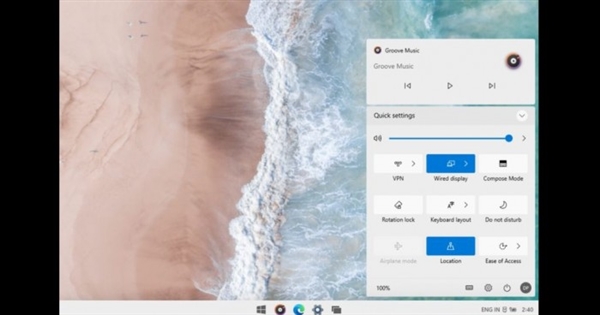 Groove Music
Groove Music
Quick settings
VPN
Wired display
Compose Mode
Rotation lock
Keyboard layout
Do not disturb
Airplane mode
Location
Ease of Access
100%
ENG IN
2:40